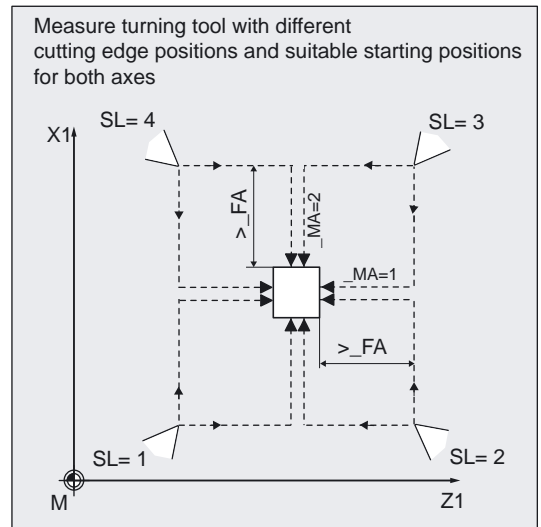 Measure turning tool with different
cutting edge positions and suitable starting positions
for both axes
SL= 4
SL= 3
X1
>_FA
_MA=2
_MA=1
>_FA
SL= 1
SL= 2
M
Z1